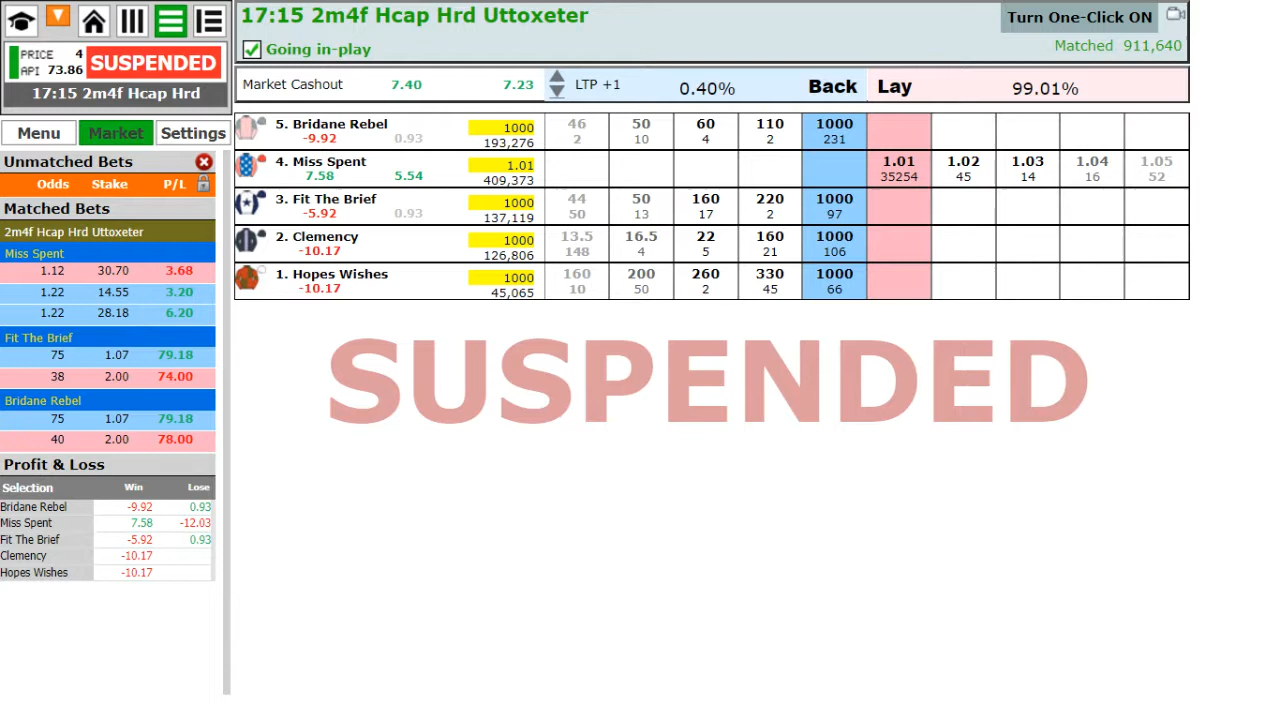 17:15 2m4f Hcap Hrd Uttoxeter
Turn One-Click ON
Going in-play
Matched 911,640
PRICE 4
API 73.86
SUSPENDED
17:15 2m4f Hcap Hrd
Menu Market Settings
Market Cashout 7.40 7.23 LTP +1 0.40% Back Lay 99.01%
5. Bridane Rebel 1000 46 50 60 110 1000
-9.92 0.93 193,276 2 10 4 2 231
4. Miss Spent 1.01 1.01 1.02 1.03 1.04 1.05
7.58 5.54 409,373 35254 45 14 16 52
3. Fit The Brief 1000 44 50 160 220 1000
-5.92 0.93 137,119 50 13 17 2 97
2. Clemency 1000 13.5 16.5 22 160 1000
-10.17 126,806 148 4 5 21 106
1. Hopes Wishes 1000 160 200 260 330 1000
-10.17 45,065 10 50 2 45 66
SUSPENDED
Unmatched Bets
Odds Stake P/L
Matched Bets
2m4f Hcap Hrd Uttoxeter
Miss Spent
1.12 30.70 3.68
1.22 14.55 3.20
1.22 28.18 6.20
Fit The Brief
75 1.07 79.18
38 2.00 74.00
Bridane Rebel
75 1.07 79.18
40 2.00 78.00
Profit & Loss
Selection Win Lose
Bridane Rebel -9.92 0.93
Miss Spent 7.58 -12.03
Fit The Brief -5.92 0.93
Clemency -10.17
Hopes Wishes -10.17